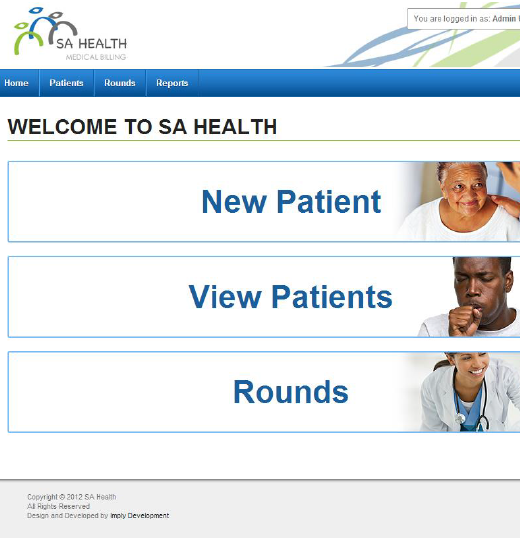 SA HEALTH
MEDICAL BILLING
You are logged in as: Admin
Home Patients Rounds Reports
WELCOME TO SA HEALTH
New Patient
View Patients
Rounds
Copyright © 2012 SA Health
All Rights Reserved
Design and Developed by Imply Development